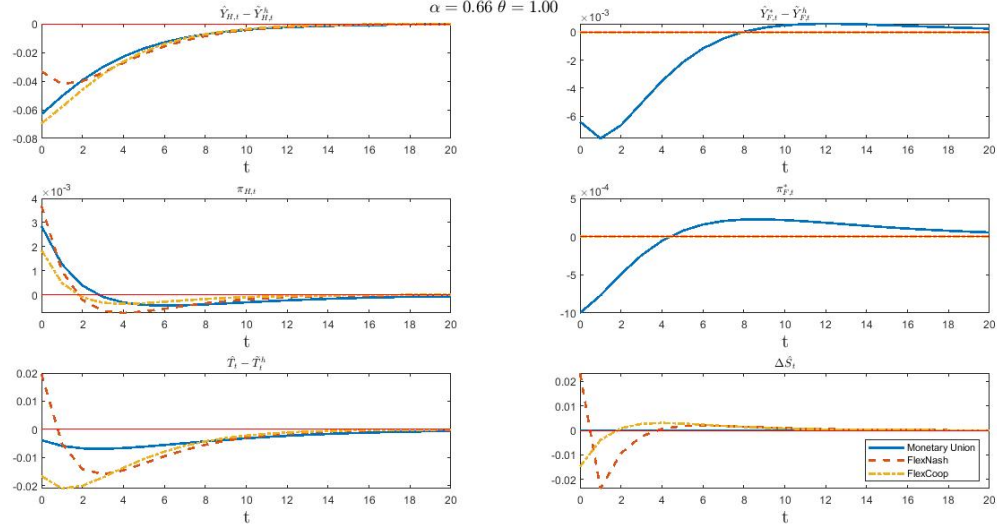 α = 0.66 θ = 1.00
Ŷ_{H,t} − Ỹ^h_{H,t}
0
-0.02
-0.04
-0.06
-0.08
0 2 4 6 8 10 12 14 16 18 20
t
Ŷ^*_{F,t} − Ỹ^h_{F,t}
×10^{-3}
0
-2
-4
-6
0 2 4 6 8 10 12 14 16 18 20
t
π_{H,t}
×10^{-3}
4
3
2
1
0
0 2 4 6 8 10 12 14 16 18 20
t
π^*_{F,t}
×10^{-4}
5
0
-5
-10
0 2 4 6 8 10 12 14 16 18 20
t
T̂_t − T̃^h_t
0.02
0.01
0
-0.01
-0.02
0 2 4 6 8 10 12 14 16 18 20
t
ΔŜ_t
0.02
0.01
0
-0.01
-0.02
0 2 4 6 8 10 12 14 16 18 20
t
Monetary Union
FlexNash
FlexCoop